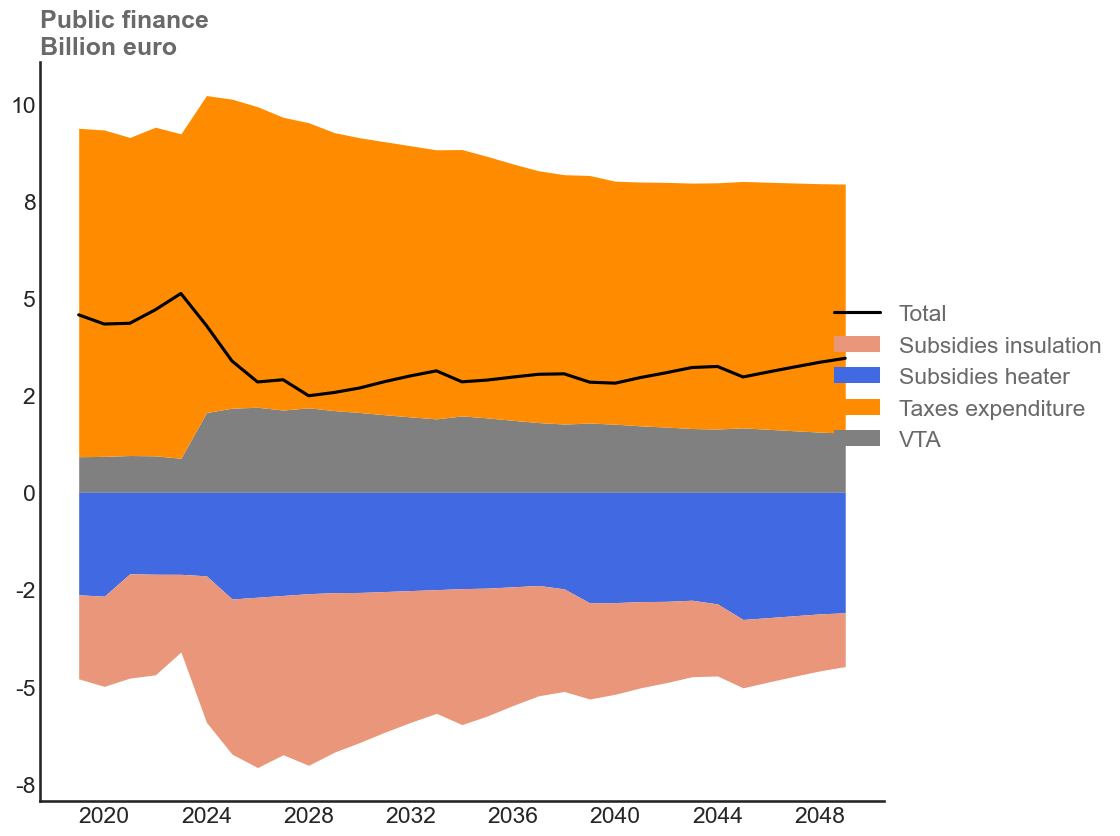 Public finance
Billion euro
10
8
5
2
0
-2
-5
-8
2020 2024 2028 2032 2036 2040 2044 2048
Total
Subsidies insulation
Subsidies heater
Taxes expenditure
VTA